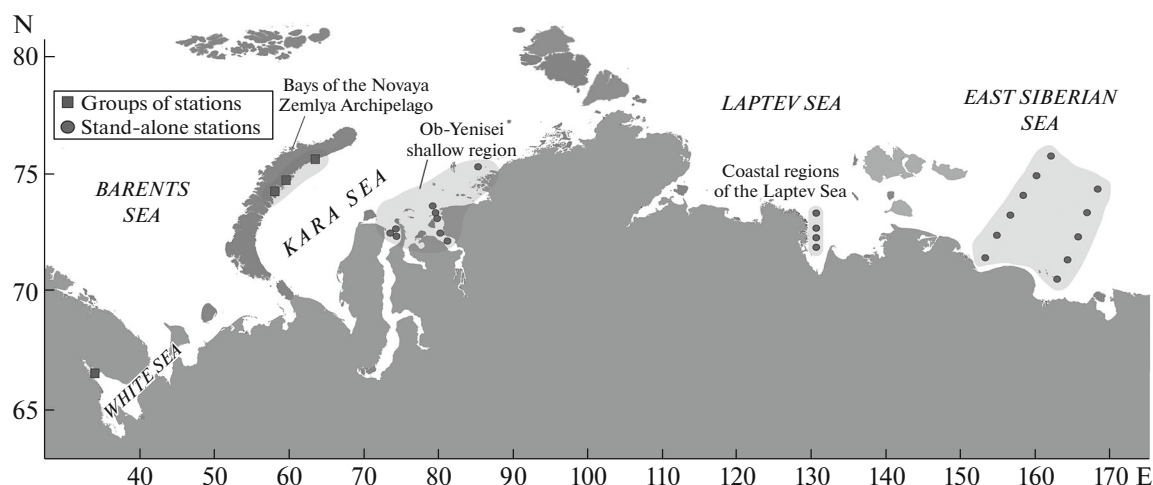 N
80
75
70
65
Groups of stations
Stand-alone stations
Bays of the Novaya
Zemlya Archipelago
Ob-Yenisei
shallow region
LAPTEV SEA
EAST SIBERIAN
SEA
BARENTS
SEA
KARA SEA
Coastal regions
of the Laptev Sea
WHITE SEA
40 50 60 70 80 90 100 110 120 130 140 150 160 170 E